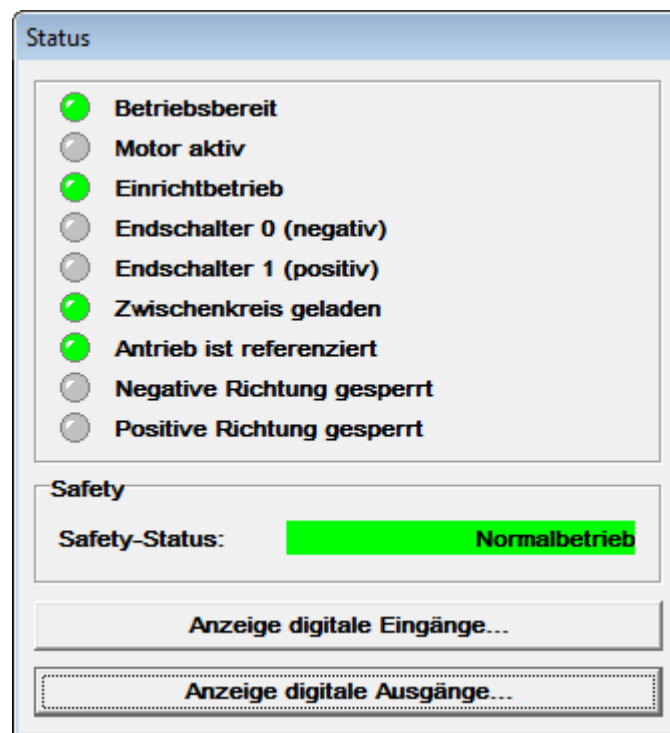 Status
Betriebsbereit
Motor aktiv
Einrichtbetrieb
Endschalter 0 (negativ)
Endschalter 1 (positiv)
Zwischenkreis geladen
Antrieb ist referenziert
Negative Richtung gesperrt
Positive Richtung gesperrt
Safety
Safety-Status: Normalbetrieb
Anzeige digitale Eingänge...
Anzeige digitale Ausgänge...